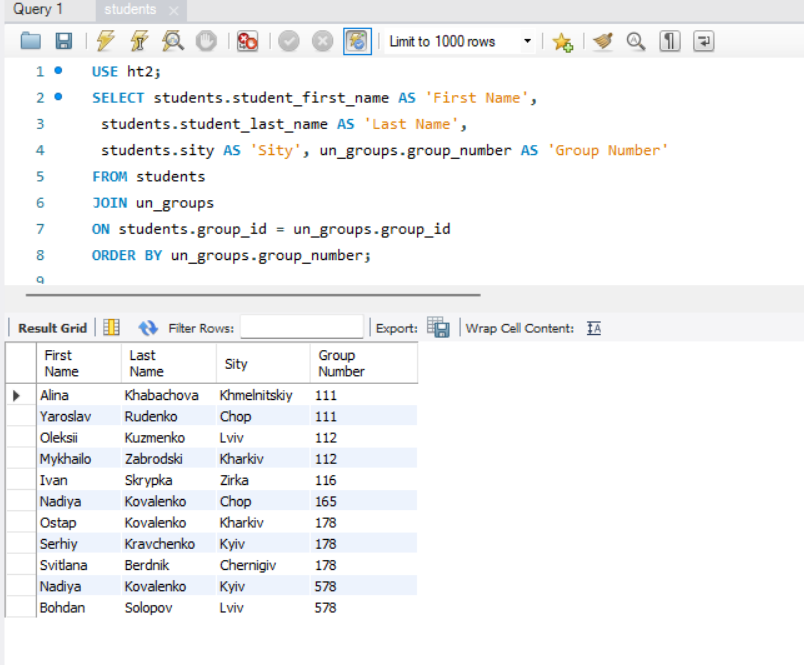 Query 1 students
Limit to 1000 rows
1 USE ht2;
2 SELECT students.student_first_name AS 'First Name',
3 students.student_last_name AS 'Last Name',
4 students.sity AS 'Sity', un_groups.group_number AS 'Group Number'
5 FROM students
6 JOIN un_groups
7 ON students.group_id = un_groups.group_id
8 ORDER BY un_groups.group_number;
9
Result Grid Filter Rows: Export: Wrap Cell Content: IA
First Name Last Name Sity Group Number
Alina Khabachova Khmelnitskiy 111
Yaroslav Rudenko Chop 111
Oleksii Kuzmenko Lviv 112
Mykhailo Zabrodski Kharkiv 112
Ivan Skrypka Zirka 116
Nadiya Kovalenko Chop 165
Ostap Kovalenko Kharkiv 178
Serhiy Kravchenko Kyiv 178
Svitlana Berdnik Chernigiv 178
Nadiya Kovalenko Kyiv 578
Bohdan Solopov Lviv 578